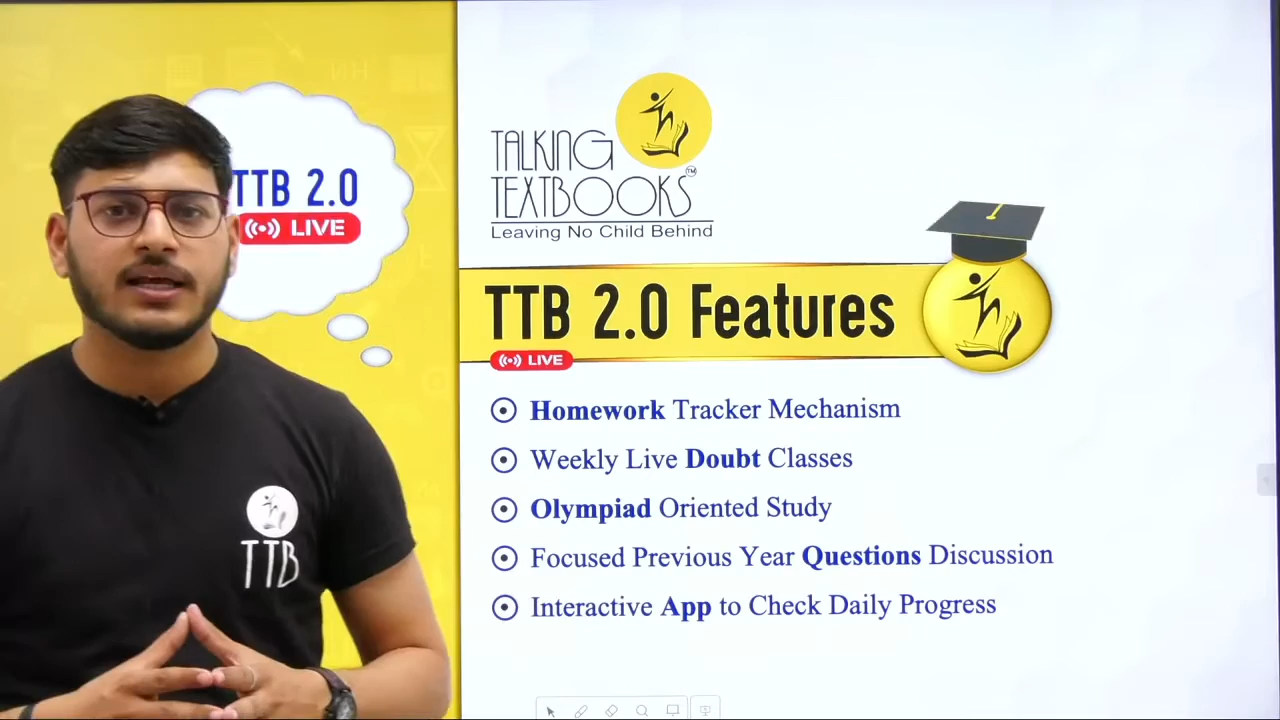 TTB 2.0
LIVE
TTB
TALKING
TEXTBOOKS™
Leaving No Child Behind
TTB 2.0 Features
LIVE
Homework Tracker Mechanism
Weekly Live Doubt Classes
Olympiad Oriented Study
Focused Previous Year Questions Discussion
Interactive App to Check Daily Progress